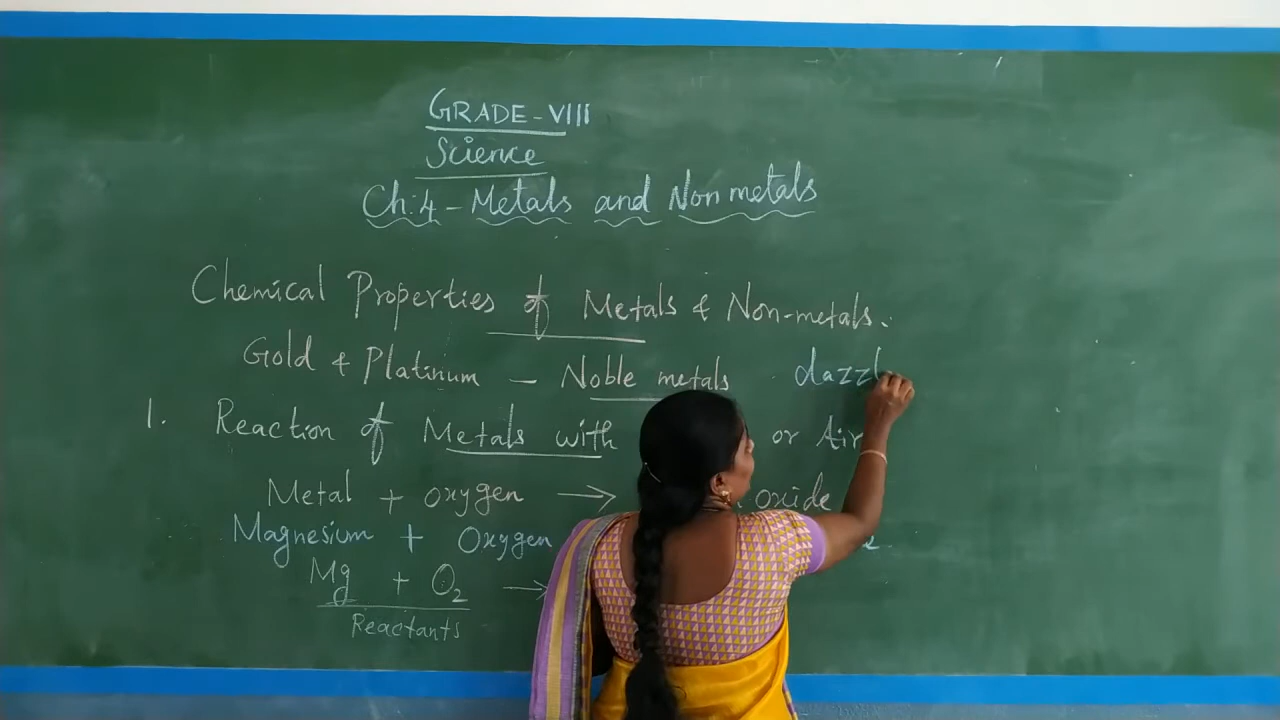 GRADE - VIII
Science
Ch: 4 - Metals and Non metals
Chemical Properties of Metals & Non-metals.
Gold & Platinium - Noble metals dazzl
1. Reaction of Metals with or Air
Metal + oxygen → oxide
Magnesium + Oxygen
Mg + O₂ →
Reactants